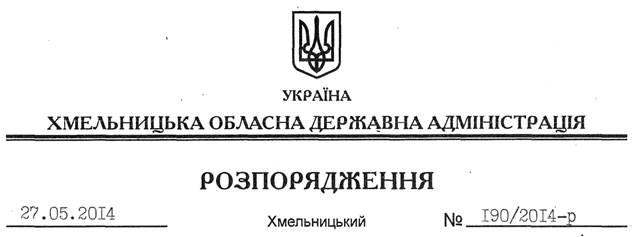 УКРАЇНА
ХМЕЛЬНИЦЬКА ОБЛАСНА ДЕРЖАВНА АДМІНІСТРАЦІЯ
РОЗПОРЯДЖЕННЯ
27.05.2014 Хмельницький № 190/2014-р